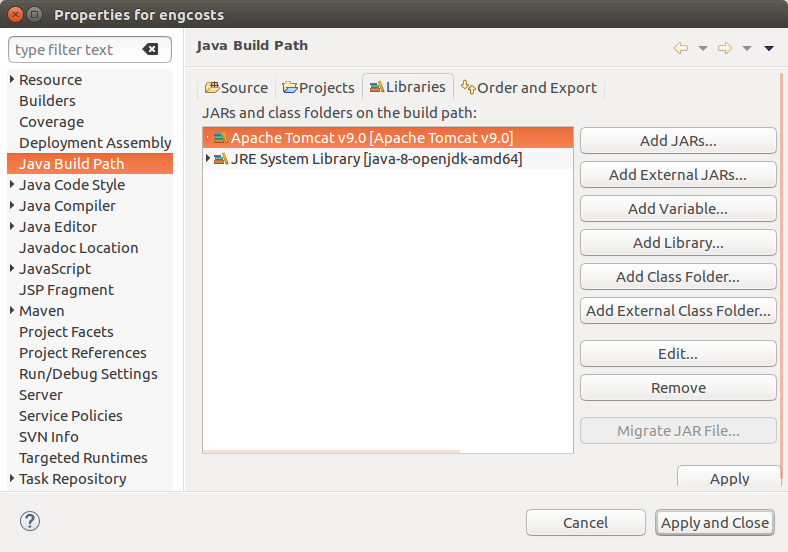 Properties for engcosts
type filter text
Resource
Builders
Coverage
Deployment Assembly
Java Build Path
Java Code Style
Java Compiler
Java Editor
Javadoc Location
JavaScript
JSP Fragment
Maven
Project Facets
Project References
Run/Debug Settings
Server
Service Policies
SVN Info
Targeted Runtimes
Task Repository
Java Build Path
Source Projects Libraries Order and Export
JARs and class folders on the build path:
Apache Tomcat v9.0 [Apache Tomcat v9.0]
JRE System Library [java-8-openjdk-amd64]
Add JARs...
Add External JARs...
Add Variable...
Add Library...
Add Class Folder...
Add External Class Folder...
Edit...
Remove
Migrate JAR File...
Apply
?
Cancel
Apply and Close